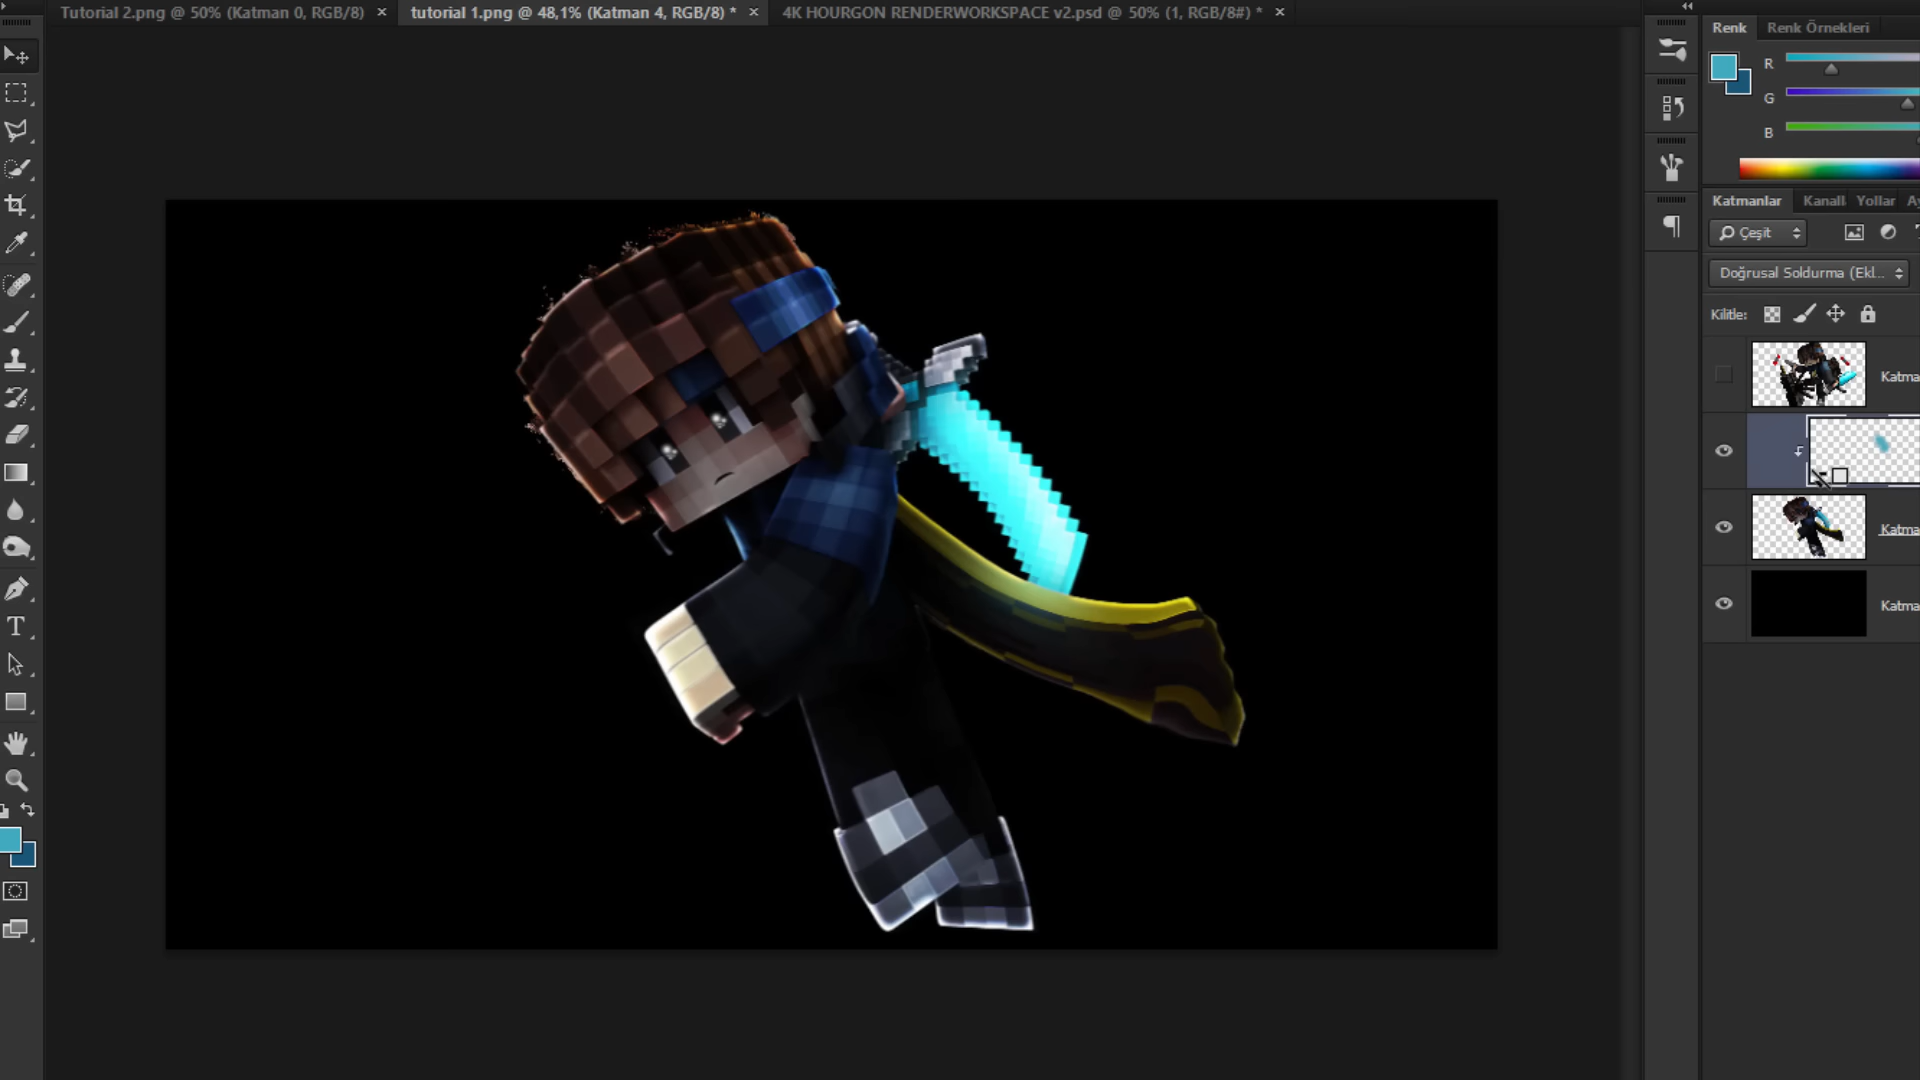 Tutorial 2.png @ 50% (Katman 0, RGB/8) ×
tutorial 1.png @ 48,1% (Katman 4, RGB/8) * ×
4K HOURGON RENDERWORKSPACE v2.psd @ 50% (1, RGB/8#) * ×
Renk
Renk Örnekleri
R
G
B
Katmanlar
Kanall
Yollar
Ay
Çeşit
Doğrusal Soldurma (Ekl...
Kilitle:
Katma
Katma
Katma